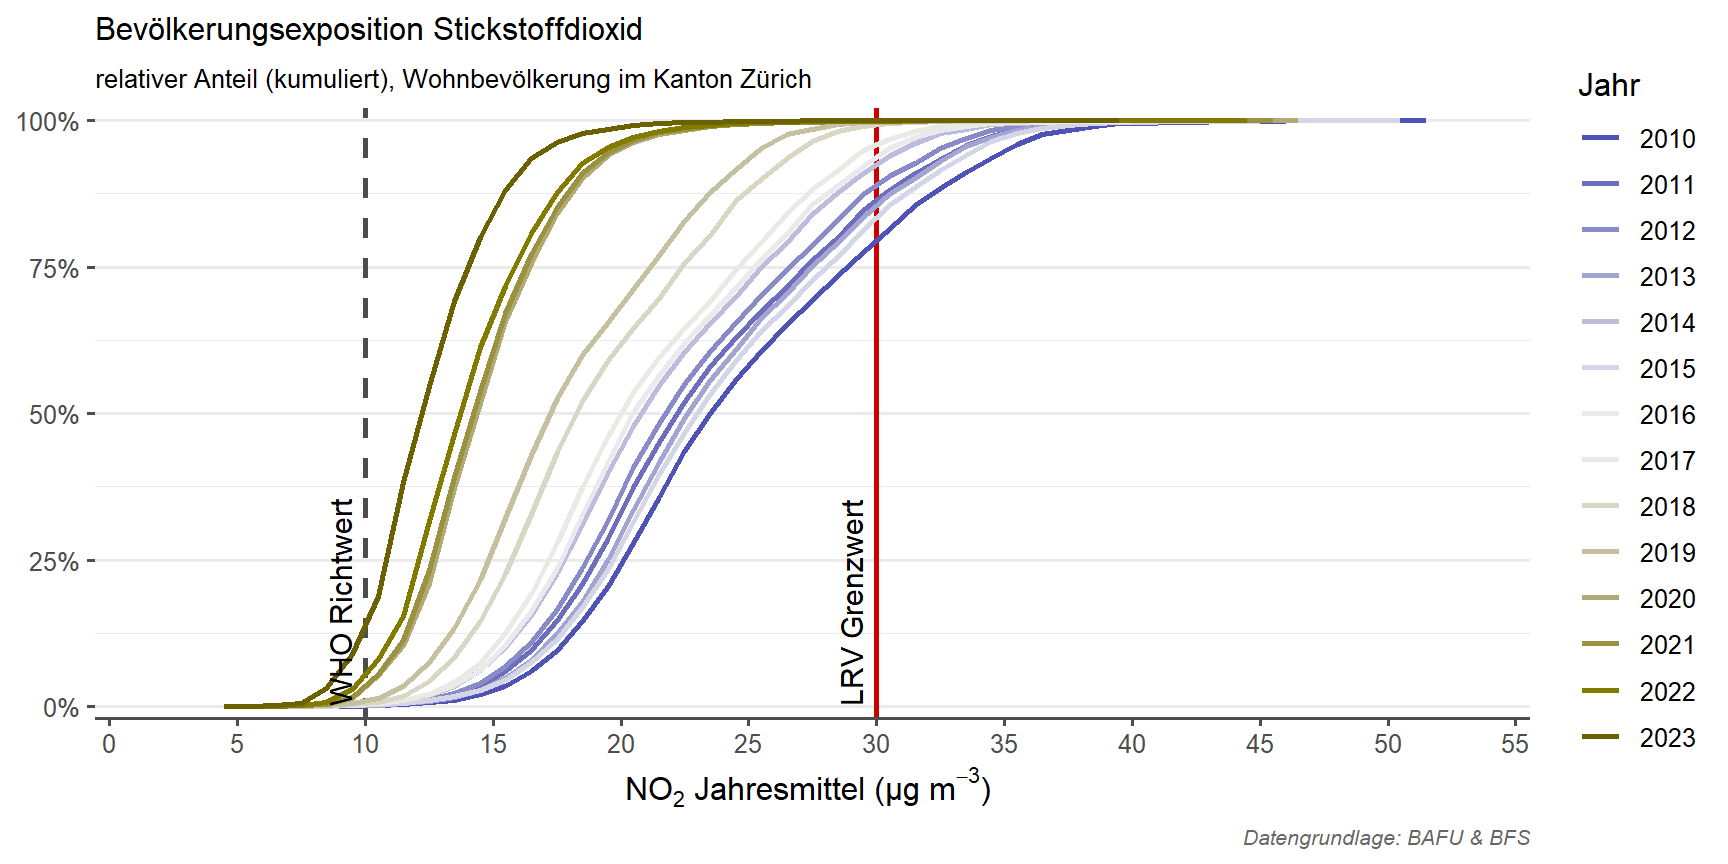 Bevölkerungsexposition Stickstoffdioxid
relativer Anteil (kumuliert), Wohnbevölkerung im Kanton Zürich
100%
75%
50%
25%
0%
WHO Richtwert
LRV Grenzwert
0 5 10 15 20 25 30 35 40 45 50 55
NO₂ Jahresmittel (µg m⁻³)
Jahr
2010
2011
2012
2013
2014
2015
2016
2017
2018
2019
2020
2021
2022
2023
Datengrundlage: BAFU & BFS